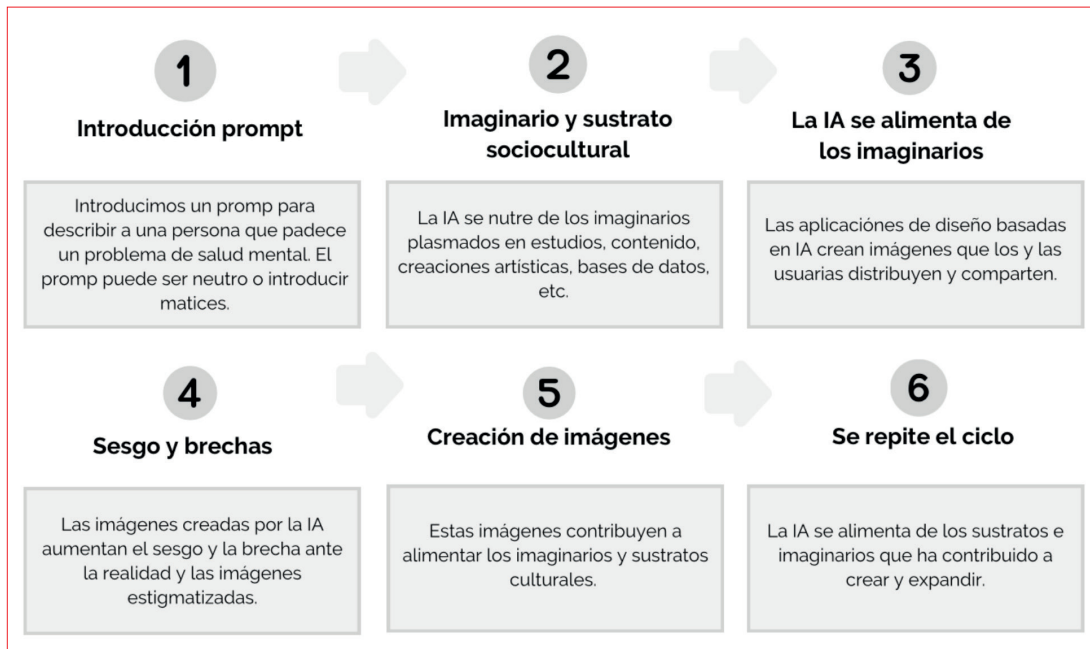 1
Introducción prompt
Introducimos un promp para
describir a una persona que padece
un problema de salud mental. El
promp puede ser neutro o introducir
matices.
2
Imaginario y sustrato
sociocultural
La IA se nutre de los imaginarios
plasmados en estudios, contenido,
creaciones artísticas, bases de datos,
etc.
3
La IA se alimenta de
los imaginarios
Las aplicaciónes de diseño basadas
en IA crean imágenes que los y las
usuarias distribuyen y comparten.
4
Sesgo y brechas
Las imágenes creadas por la IA
aumentan el sesgo y la brecha ante
la realidad y las imágenes
estigmatizadas.
5
Creación de imágenes
Estas imágenes contribuyen a
alimentar los imaginarios y sustratos
culturales.
6
Se repite el ciclo
La IA se alimenta de los sustratos e
imaginarios que ha contribuido a
crear y expandir.